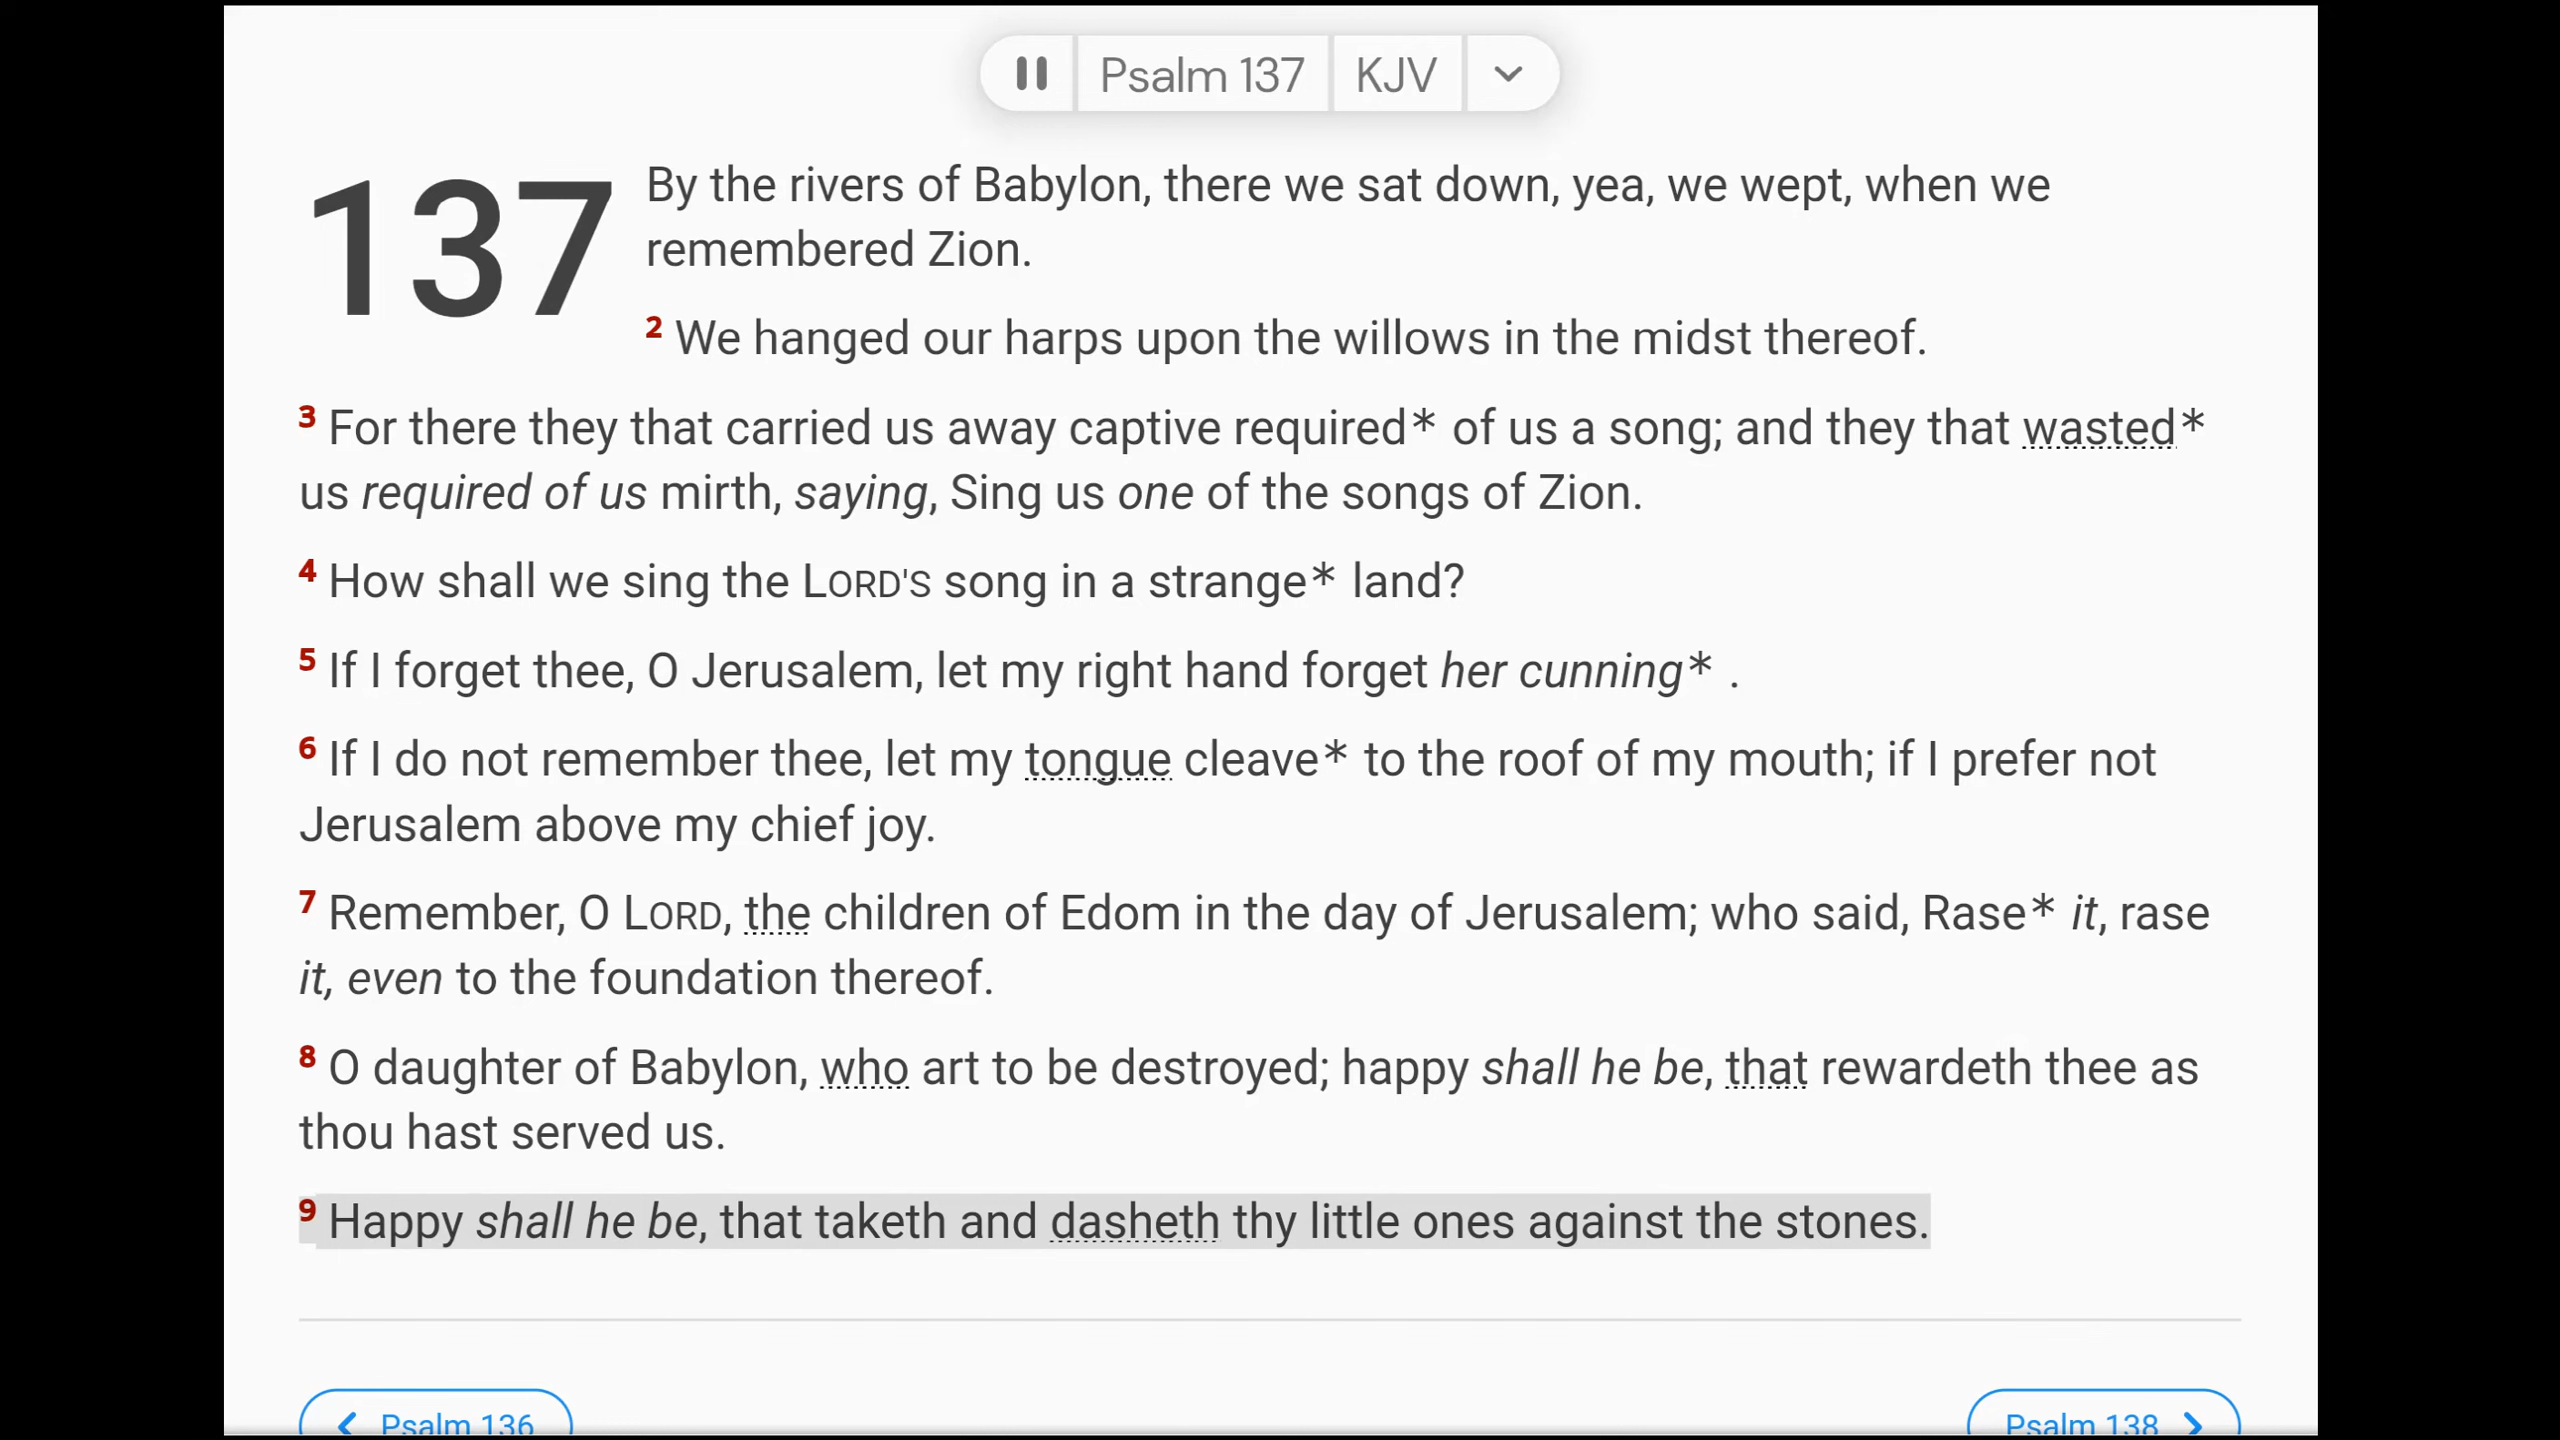 Psalm 137 KJV
137
By the rivers of Babylon, there we sat down, yea, we wept, when we
remembered Zion.
2 We hanged our harps upon the willows in the midst thereof.
3 For there they that carried us away captive required* of us a song; and they that wasted*
us required of us mirth, saying, Sing us one of the songs of Zion.
4 How shall we sing the LORD'S song in a strange* land?
5 If I forget thee, O Jerusalem, let my right hand forget her cunning* .
6 If I do not remember thee, let my tongue cleave* to the roof of my mouth; if I prefer not
Jerusalem above my chief joy.
7 Remember, O LORD, the children of Edom in the day of Jerusalem; who said, Rase* it, rase
it, even to the foundation thereof.
8 O daughter of Babylon, who art to be destroyed; happy shall he be, that rewardeth thee as
thou hast served us.
9 Happy shall he be, that taketh and dasheth thy little ones against the stones.
Psalm 136
Psalm 138